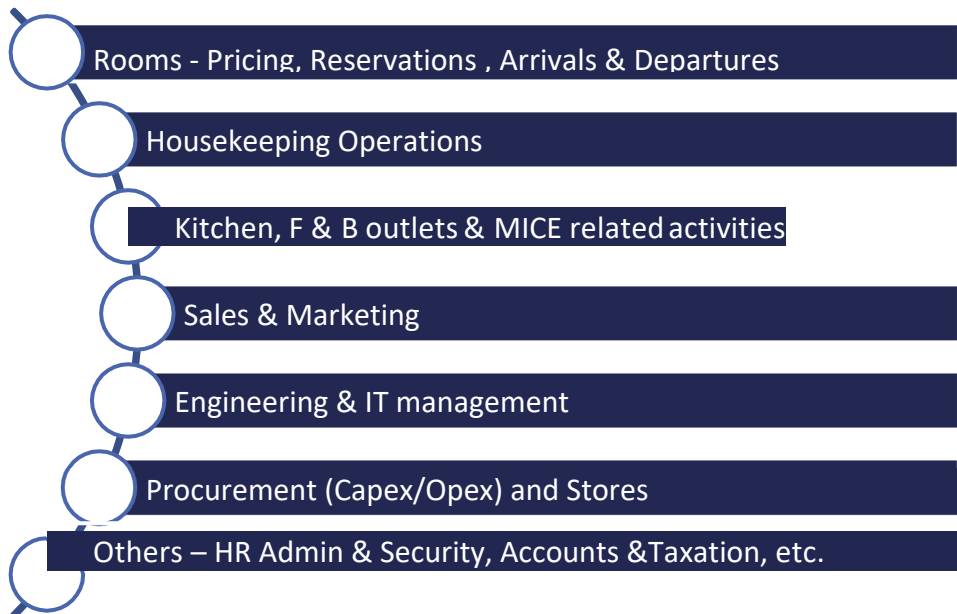 Rooms - Pricing, Reservations , Arrivals & Departures
Housekeeping Operations
Kitchen, F & B outlets & MICE related activities
Sales & Marketing
Engineering & IT management
Procurement (Capex/Opex) and Stores
Others – HR Admin & Security, Accounts &Taxation, etc.